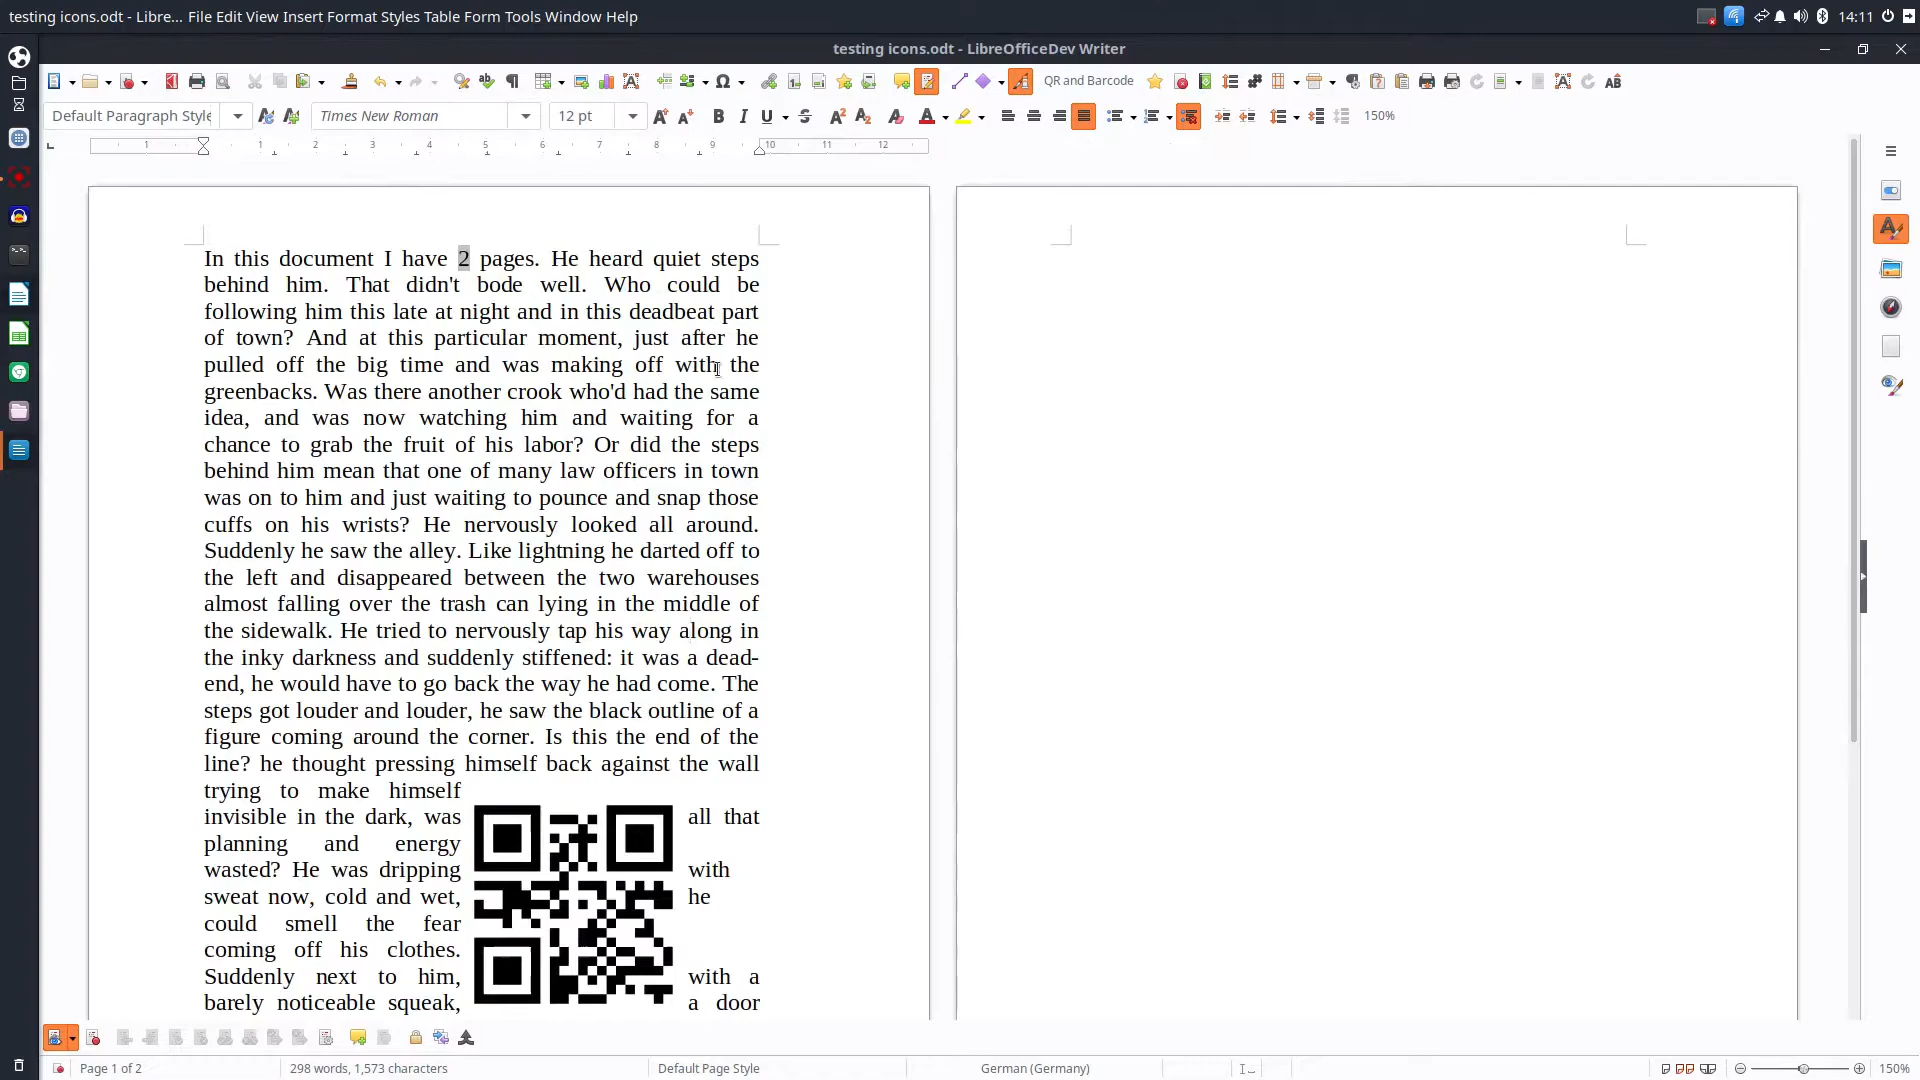 testing icons.odt - Libre... File Edit View Insert Format Styles Table Form Tools Window Help 14:11
testing icons.odt - LibreOfficeDev Writer
QR and Barcode
Default Paragraph Style Times New Roman 12 pt 150%
1 1 2 3 4 5 6 7 8 9 10 11 12
In this document I have 2 pages. He heard quiet steps
behind him. That didn't bode well. Who could be
following him this late at night and in this deadbeat part
of town? And at this particular moment, just after he
pulled off the big time and was making off with the
greenbacks. Was there another crook who'd had the same
idea, and was now watching him and waiting for a
chance to grab the fruit of his labor? Or did the steps
behind him mean that one of many law officers in town
was on to him and just waiting to pounce and snap those
cuffs on his wrists? He nervously looked all around.
Suddenly he saw the alley. Like lightning he darted off to
the left and disappeared between the two warehouses
almost falling over the trash can lying in the middle of
the sidewalk. He tried to nervously tap his way along in
the inky darkness and suddenly stiffened: it was a dead-
end, he would have to go back the way he had come. The
steps got louder and louder, he saw the black outline of a
figure coming around the corner. Is this the end of the
line? he thought pressing himself back against the wall
trying to make himself
invisible in the dark, was all that
planning and energy
wasted? He was dripping with
sweat now, cold and wet, he
could smell the fear
coming off his clothes.
Suddenly next to him, with a
barely noticeable squeak, a door
Page 1 of 2 298 words, 1,573 characters Default Page Style German (Germany) 150%